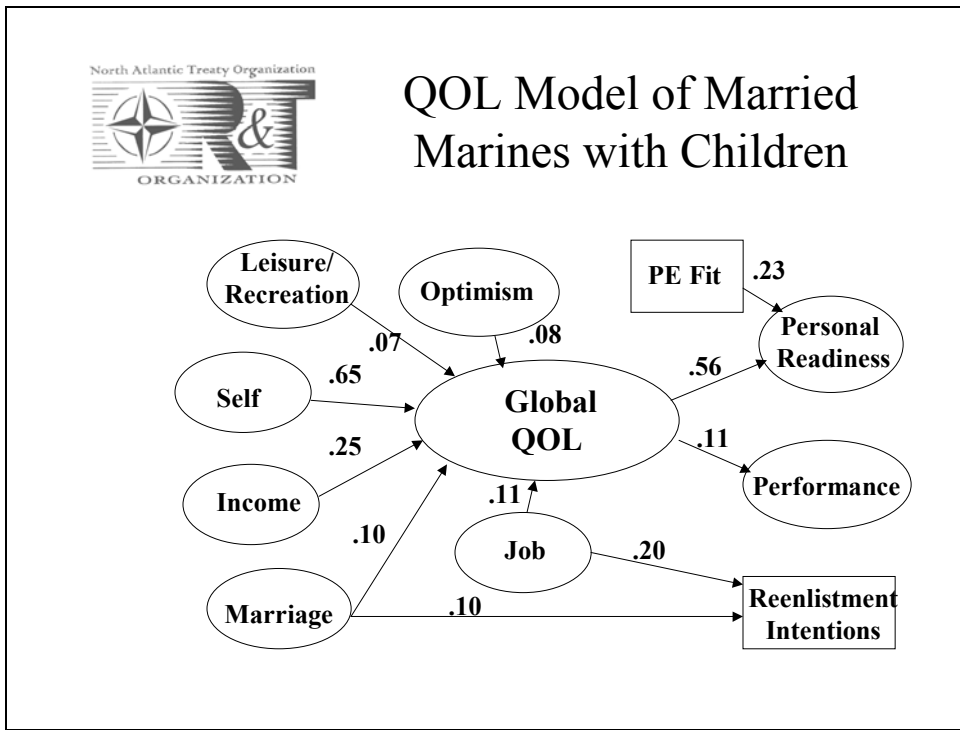 North Atlantic Treaty Organization
R&T
ORGANIZATION
QOL Model of Married
Marines with Children
Leisure/
Recreation
Optimism
PE Fit
.23
Personal
Readiness
.07
.08
.56
.65
Self
Global
QOL
.25
.11
Income
.11
Performance
.10
Job
.20
Marriage
.10
Reenlistment
Intentions